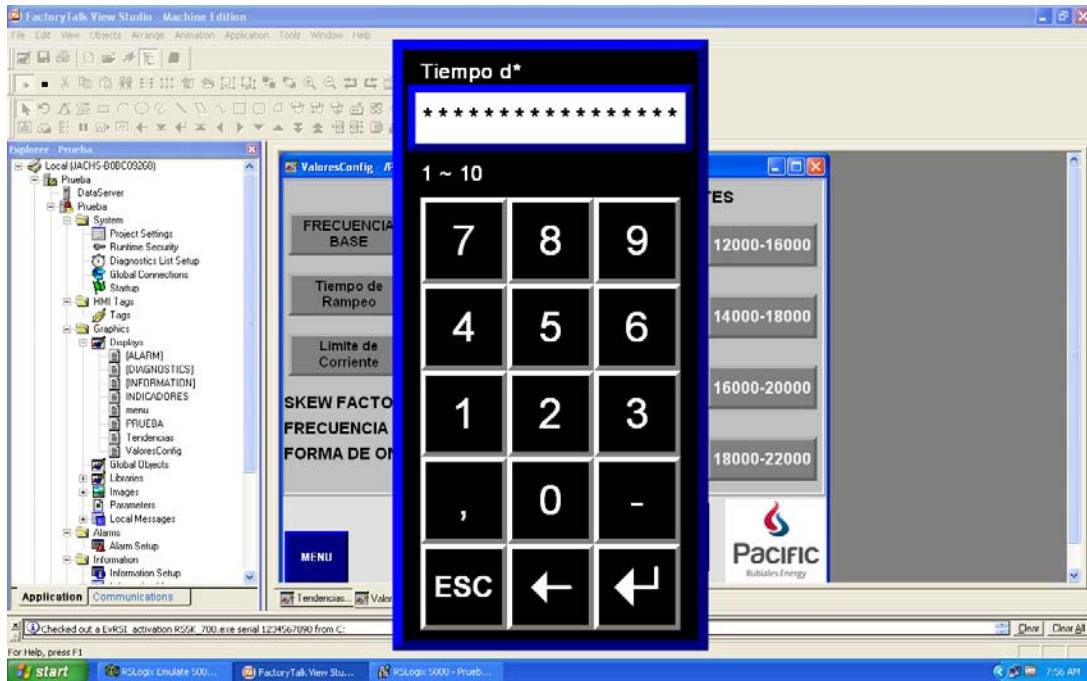 FactoryTalk View Studio - Machine Edition
File Edit View Objects Arrange Animation Application Tools Window Help
Explorer - Prueba
Local (JACHS-B0BC09268)
Prueba
DataServer
Prueba
System
Project Settings
Runtime Security
Diagnostics List Setup
Global Connections
Startup
HMI Tags
Tags
Graphics
Displays
[ALARM]
[DIAGNOSTICS]
[INFORMATION]
INDICADORES
menu
PRUEBA
Tendencias
ValoresConfig
Global Objects
Libraries
Images
Parameters
Local Messages
Alarms
Alarm Setup
Information
Information Setup
Application Communications
ValoresConfig - /P
FRECUENCIA
BASE
Tiempo de
Rampeo
Limite de
Corriente
SKEW FACTO
FRECUENCIA
FORMA DE ON
MENU
Tiempo d*
****************
1 ~ 10
7 8 9
4 5 6
1 2 3
, 0 -
ESC
TES
12000-16000
14000-18000
16000-20000
18000-22000
PACIFIC
Rubiales Energy
Tendencias... Valor
Checked out a EVRSI activation RSSK_700.exe serial 1234567890 from C:
Clear Clear All
For Help, press F1
start RSLogix Emulate 500... FactoryTalk View Stu... RSLogix 5000 - Prueb... 7:56 AM